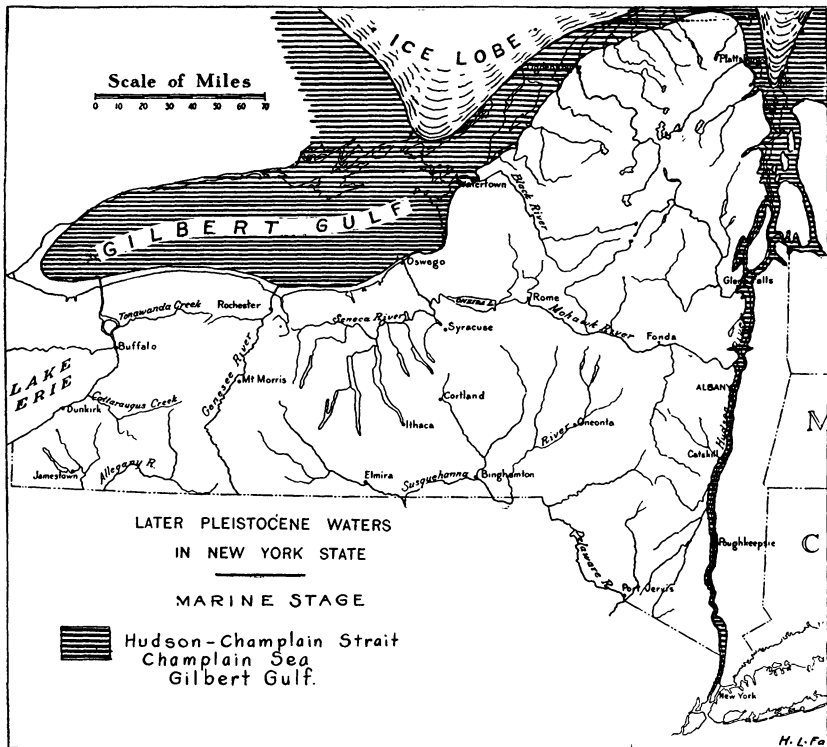 ICE LOBE
Plattsburg
Scale of Miles
0 10 20 30 40 50 60 70
Watertown
Black River
GILBERT GULF
Oswego
Glens Falls
Tonawanda Creek
Rochester
Seneca River
Oneida L.
Rome
Mohawk River
Syracuse
Fonda
River
Buffalo
LAKE
ERIE
Genesee River
Mt Morris
ALBANY
Hudson
Dunkirk
Cattaraugus Creek
Cortland
M
Ithaca
River
Oneonta
Catskill
Jamestown
Allegany R.
Elmira
Susquehanna
Binghamton
LATER PLEISTOCENE WATERS
IN NEW YORK STATE
Delaware R.
Poughkeepsie
C
MARINE STAGE
Port Jervis
Hudson-Champlain Strait
Champlain Sea
Gilbert Gulf.
New York
H.L.Fa